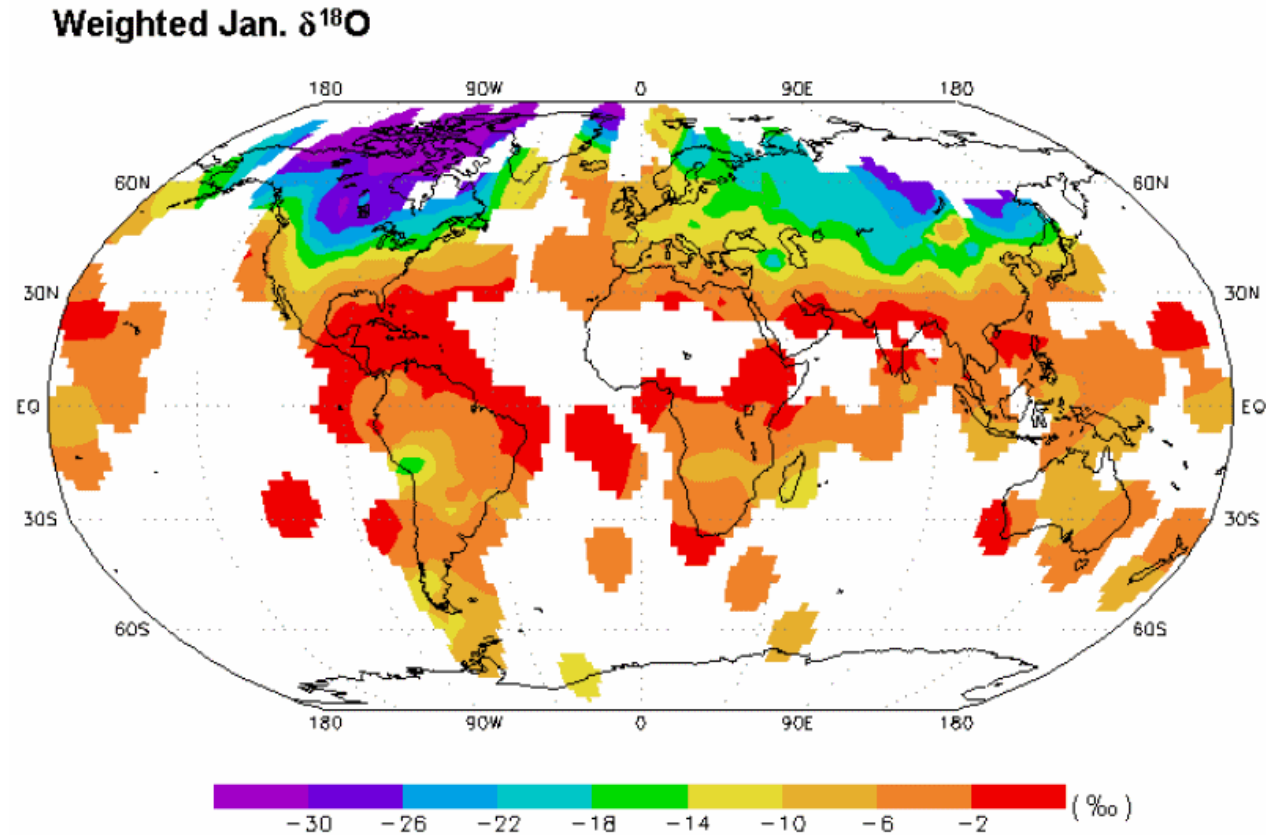 Weighted Jan. δ¹⁸O
180 90W 0 90E 180
60N 60N
30N 30N
EQ EQ
30S 30S
60S 60S
180 90W 0 90E 180
(‰)
-30 -26 -22 -18 -14 -10 -6 -2